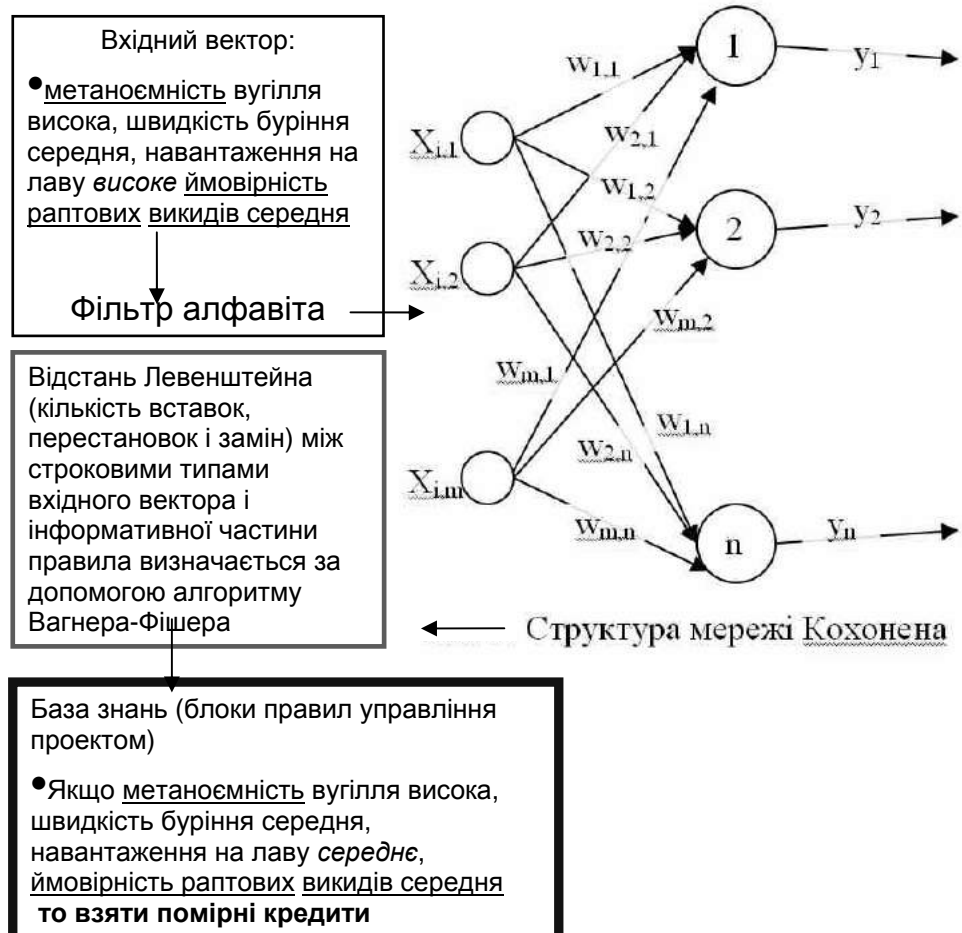 Вхідний вектор:
•метаноємність вугілля
висока, швидкість буріння
середня, навантаження на
лаву високе ймовірність
раптових викидів середня
Фільтр алфавіта
Відстань Левенштейна
(кількість вставок,
перестановок і замін) між
строковими типами
вхідного вектора і
інформативної частини
правила визначається за
допомогою алгоритму
Вагнера-Фішера
База знань (блоки правил управління
проектом)
•Якщо метаноємність вугілля висока,
швидкість буріння середня,
навантаження на лаву середнє,
ймовірність раптових викидів середня
то взяти помірні кредити
Xi,1
Xi,2
Xi,m
w1,1
w2,1
w1,2
w2,2
wm,2
wm,1
w1,n
w2,n
wm,n
1
2
n
y1
y2
yn
Структура мережі Кохонена